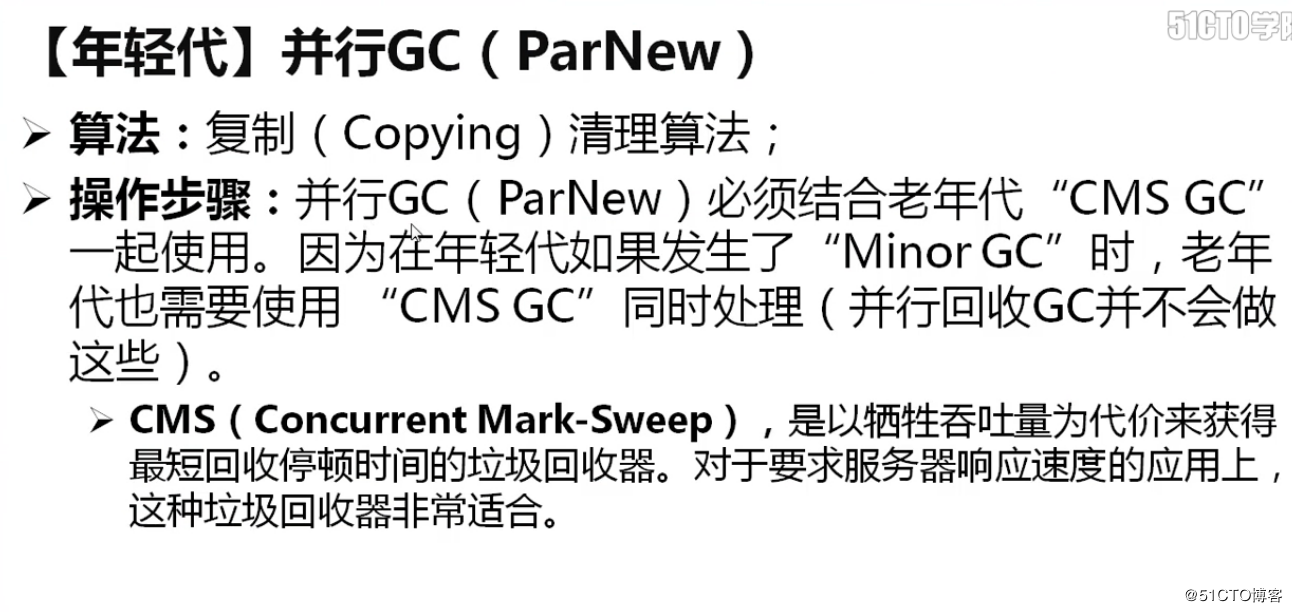 51CTO学院
【年轻代】并行GC（ParNew）
➢ 算法：复制（Copying）清理算法；
➢ 操作步骤：并行GC（ParNew）必须结合老年代“CMS GC”
一起使用。因为在年轻代如果发生了“Minor GC”时，老年
代也需要使用 “CMS GC”同时处理（并行回收GC并不会做
这些）。
➢ CMS（Concurrent Mark-Sweep），是以牺牲吞吐量为代价来获得
最短回收停顿时间的垃圾回收器。对于要求服务器响应速度的应用上，
这种垃圾回收器非常适合。
@51CTO博客